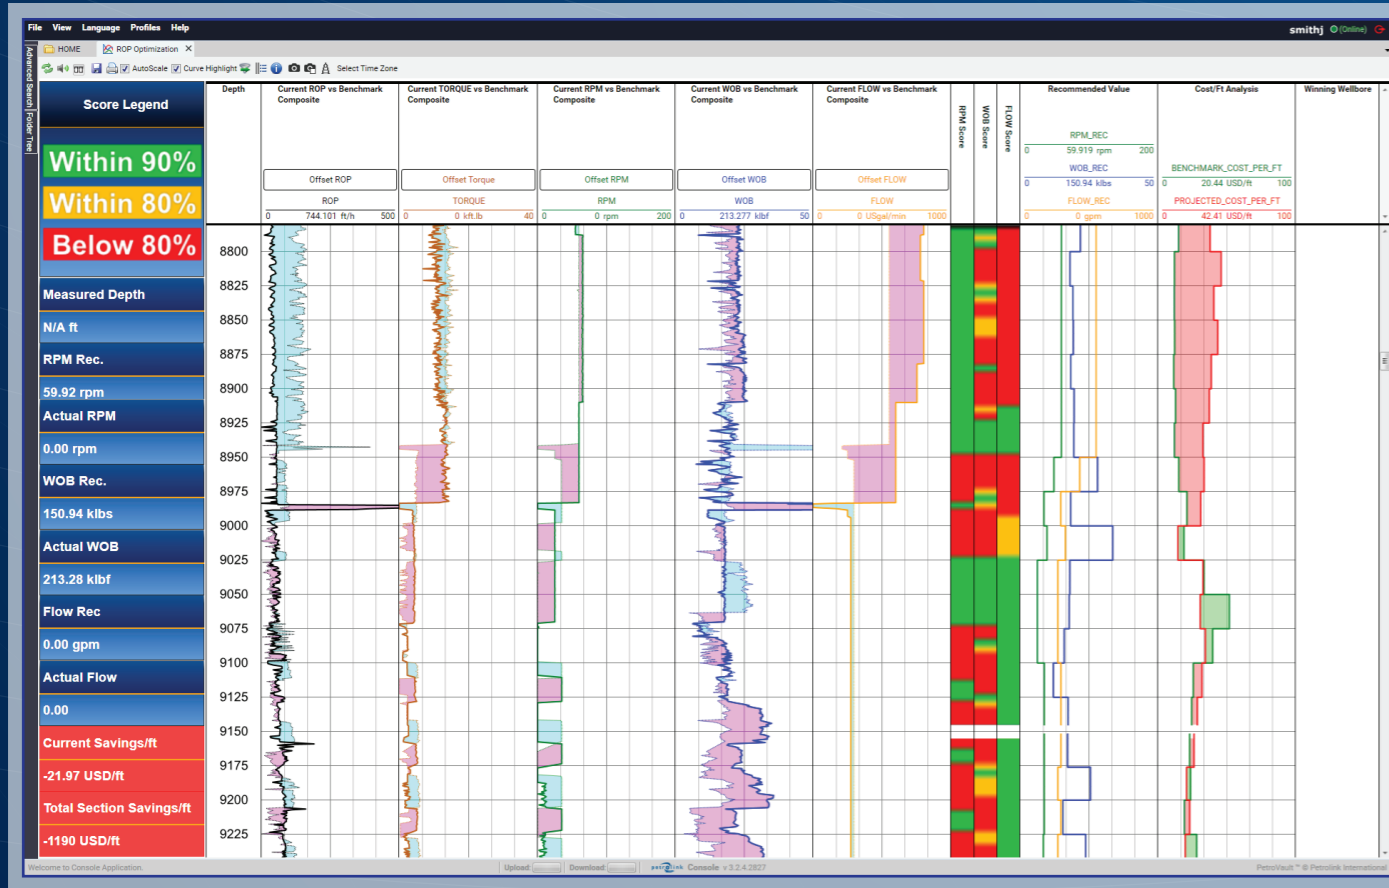 File View Language Profiles Help
smithj (Online)
HOME ROP Optimization X
AutoScale Curve Highlight Select Time Zone
Advanced Search Folder Tree
Score Legend
Within 90%
Within 80%
Below 80%
Measured Depth
N/A ft
RPM Rec.
59.92 rpm
Actual RPM
0.00 rpm
WOB Rec.
150.94 klbs
Actual WOB
213.28 klbf
Flow Rec
0.00 gpm
Actual Flow
0.00
Current Savings/ft
-21.97 USD/ft
Total Section Savings/ft
-1190 USD/ft
Depth
8800
8825
8850
8875
8900
8925
8950
8975
9000
9025
9050
9075
9100
9125
9150
9175
9200
9225
Current ROP vs Benchmark
Composite
Offset ROP
ROP
0 744.101 ft/h 500
Current TORQUE vs Benchmark
Composite
Offset Torque
TORQUE
0 0 kft.lb 40
Current RPM vs Benchmark
Composite
Offset RPM
RPM
0 0 rpm 200
Current WOB vs Benchmark
Composite
Offset WOB
WOB
0 213.277 klbf 50
Current FLOW vs Benchmark
Composite
Offset FLOW
FLOW
0 0 USgal/min 1000
RPM Score
WOB Score
FLOW Score
Recommended Value
RPM_REC
0 59.919 rpm 200
WOB_REC
0 150.94 klbs 50
FLOW_REC
0 0 gpm 1000
Cost/Ft Analysis
BENCHMARK_COST_PER_FT
0 20.44 USD/ft 100
PROJECTED_COST_PER_FT
0 42.41 USD/ft 100
Winning Wellbore
Welcome to Console Application.
Upload: Download: petrolink Console v 3.2.4.2827
PetroVault ™ © Petrolink International